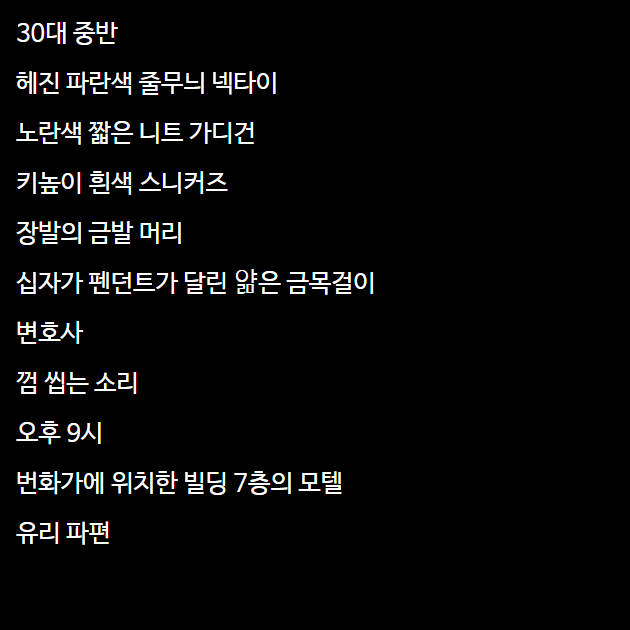 30대 중반
헤진 파란색 줄무늬 넥타이
노란색 짧은 니트 가디건
키높이 흰색 스니커즈
장발의 금발 머리
십자가 펜던트가 달린 얇은 금목걸이
변호사
껌 씹는 소리
오후 9시
번화가에 위치한 빌딩 7층의 모텔
유리 파편